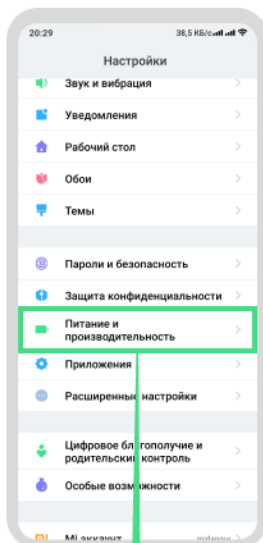 20:29 38,5 КБ/с
Настройки
Звук и вибрация
Уведомления
Рабочий стол
Обои
Темы
Пароли и безопасность
Защита конфиденциальности
Питание и
производительность
Приложения
Расширенные настройки
Цифровое благополучие и
родительский контроль
Особые возможности
Mi аккаунт